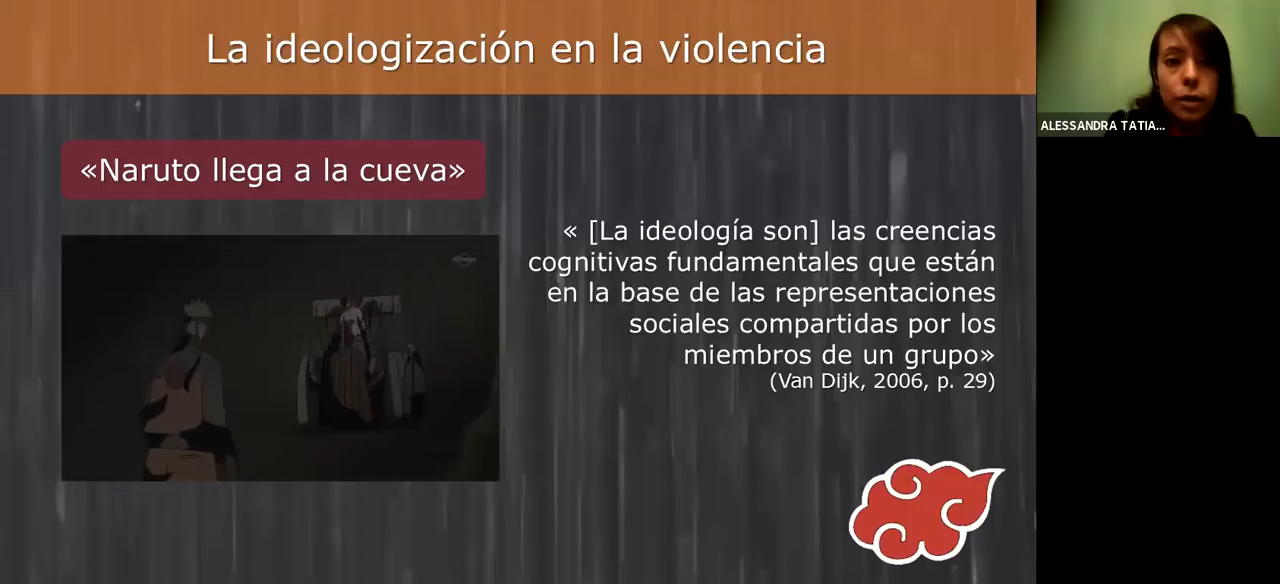 La ideologización en la violencia
«Naruto llega a la cueva»
« [La ideología son] las creencias
cognitivas fundamentales que están
en la base de las representaciones
sociales compartidas por los
miembros de un grupo»
(Van Dijk, 2006, p. 29)
ALESSANDRA TATIA...